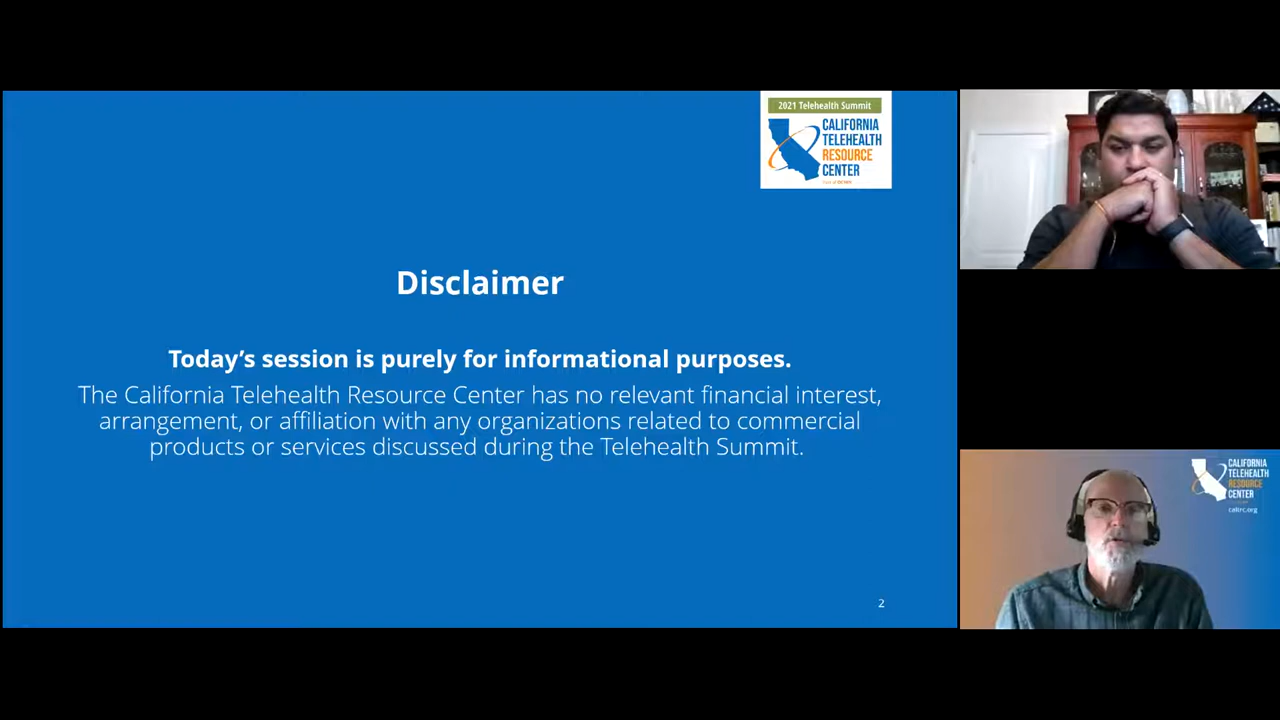 2021 Telehealth Summit
CALIFORNIA
TELEHEALTH
RESOURCE
CENTER
Disclaimer
Today's session is purely for informational purposes.
The California Telehealth Resource Center has no relevant financial interest,
arrangement, or affiliation with any organizations related to commercial
products or services discussed during the Telehealth Summit.
2
CALIFORNIA
TELEHEALTH
RESOURCE
CENTER
caltrc.org